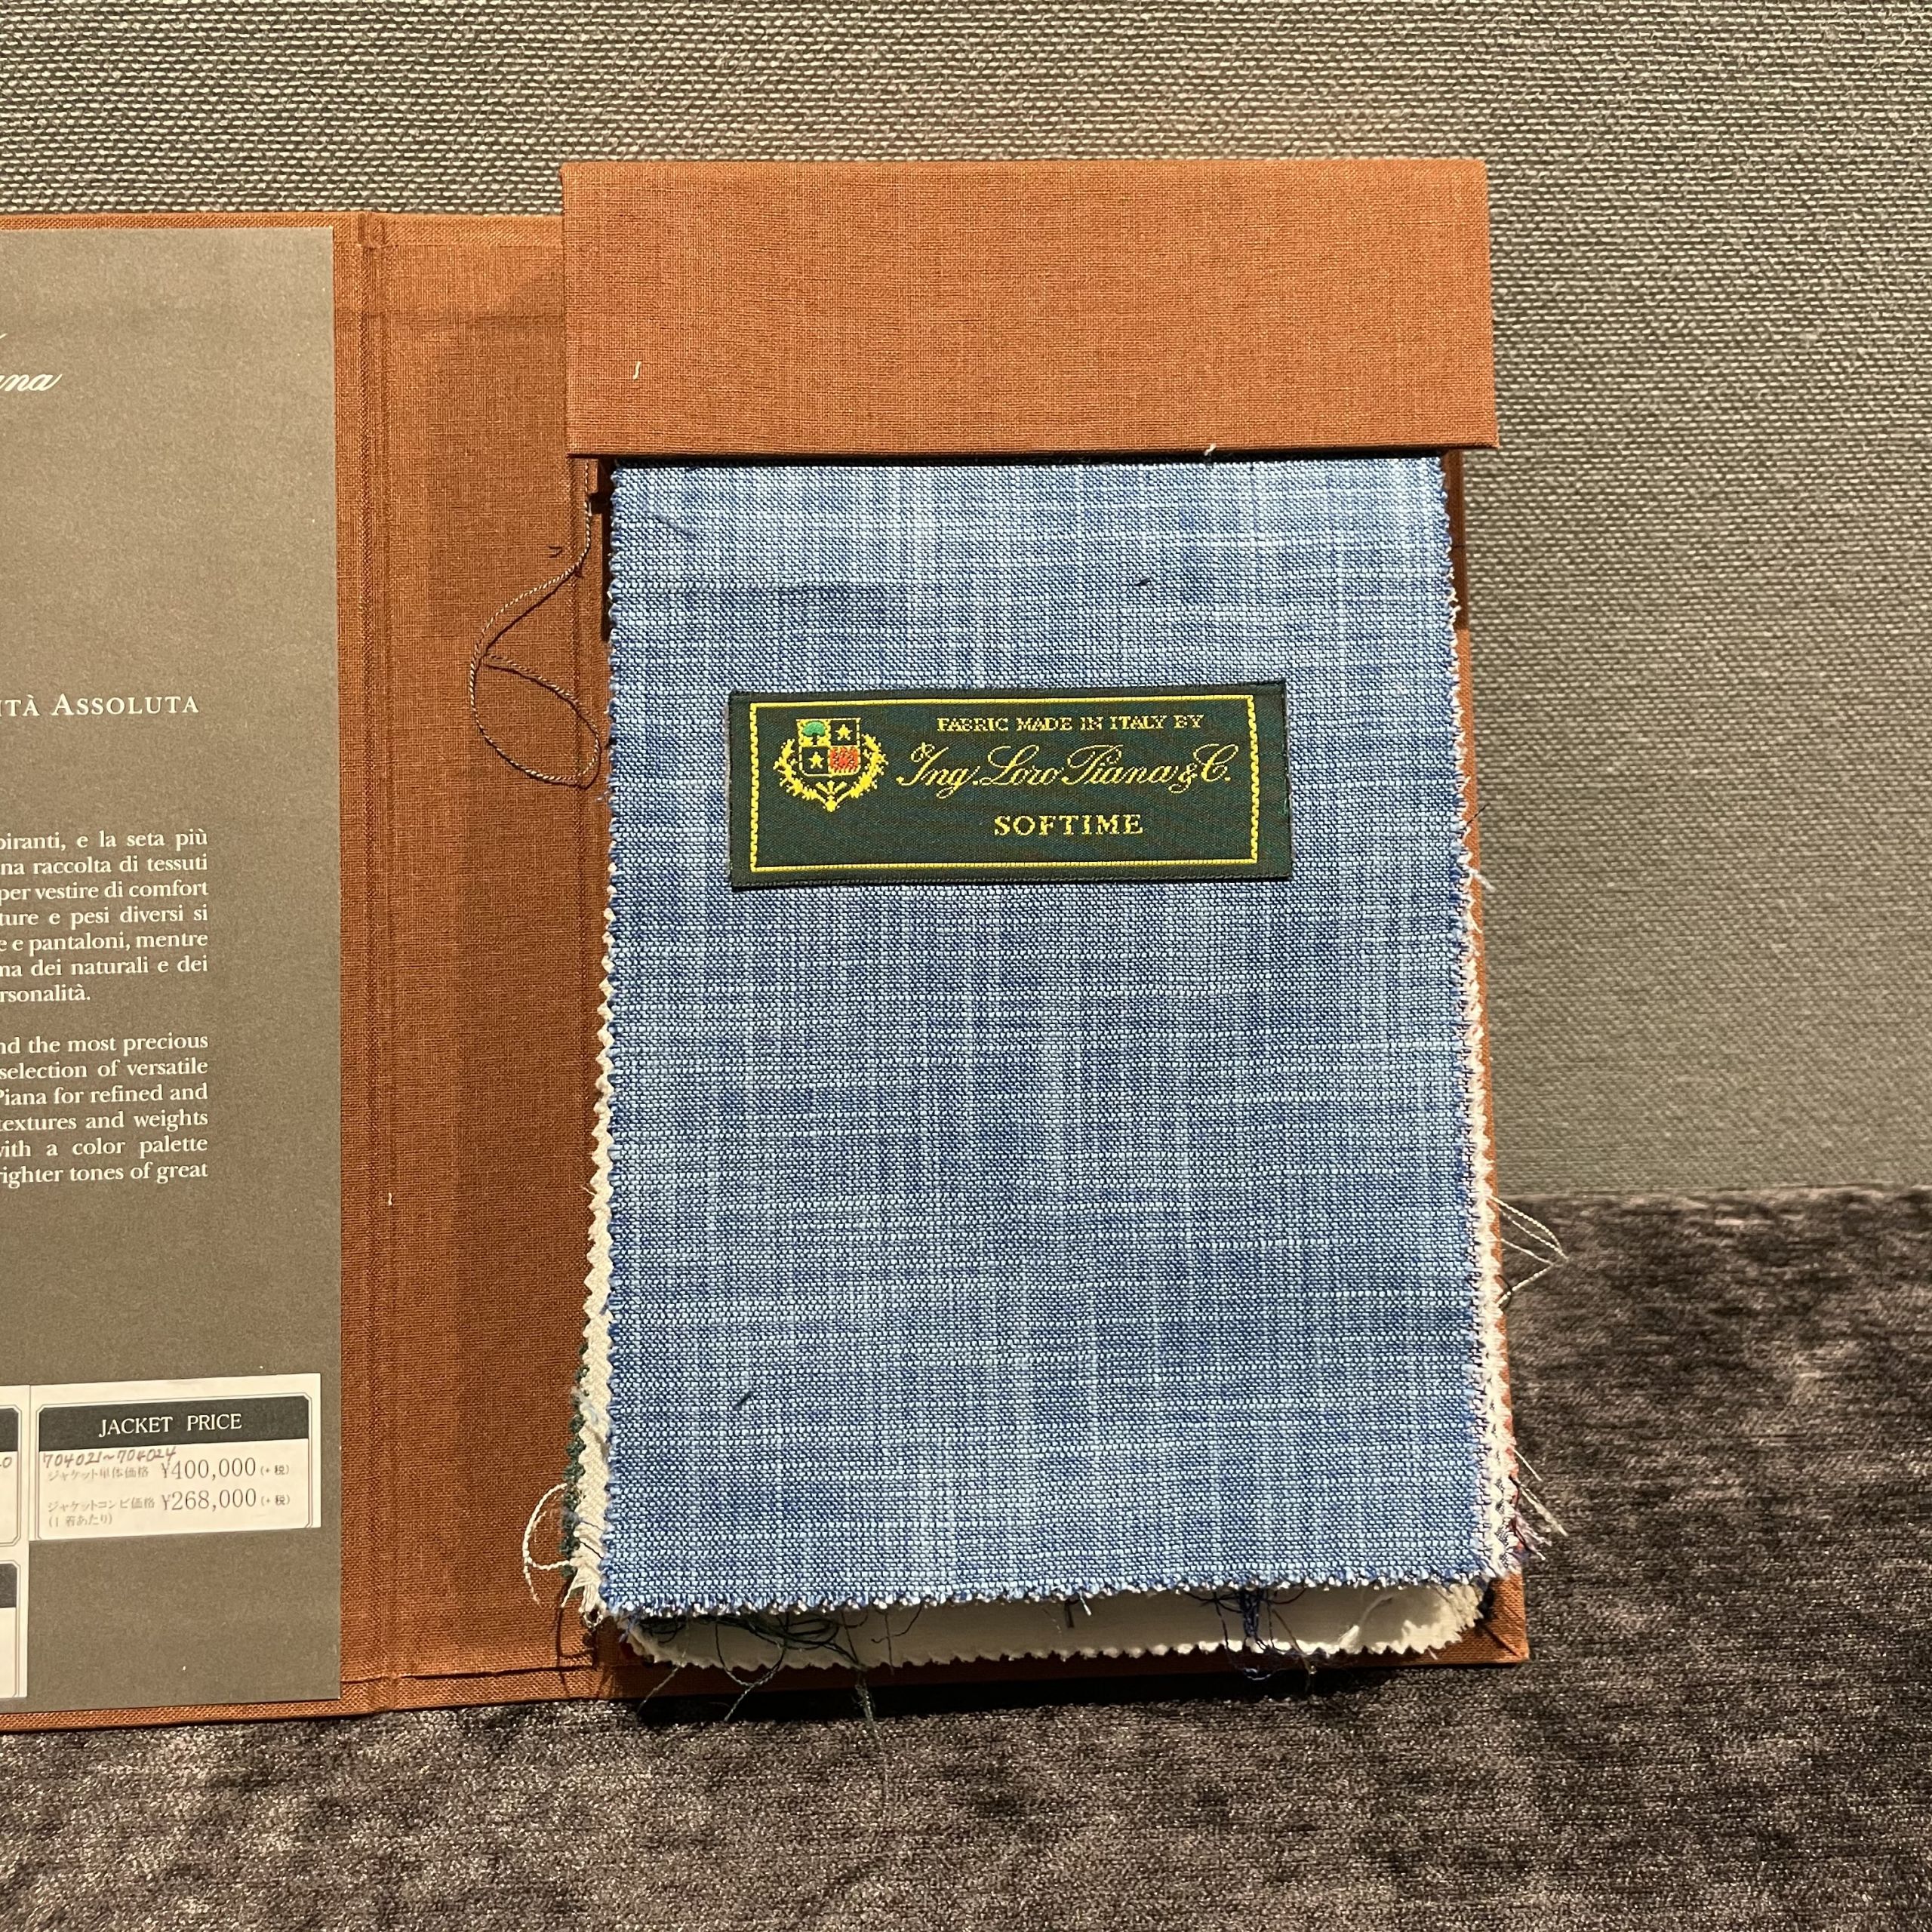 ana
ITÀ ASSOLUTA
piranti, e la seta più
na raccolta di tessuti
per vestire di comfort
ture e pesi diversi si
e e pantaloni, mentre
ma dei naturali e dei
rsonalità.
nd the most precious
selection of versatile
Piana for refined and
textures and weights
with a color palette
righter tones of great
JACKET PRICE
704021~704024
ジャケット単体価格 ¥400,000(+税)
ジャケットコンビ価格 ¥268,000(+税)
(1着あたり)
FABRIC MADE IN ITALY BY
Ing. Loro Piana & C.
SOFTIME